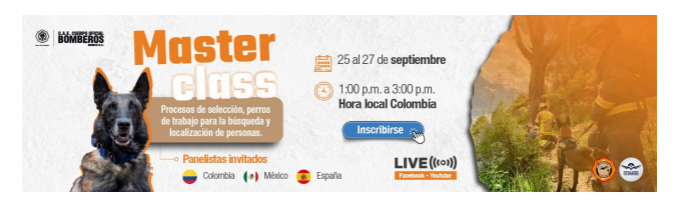 U.A.E. CUERPO OFICIAL
BOMBEROS
Master
class
Procesos de selección, perros
de trabajo para la búsqueda y
localización de personas.
Panelistas invitados
Colombia
México
España
25 al 27 de septiembre
1:00 p.m. a 3:00 p.m.
Hora local Colombia
Inscribirse
LIVE
Facebook - Youtube